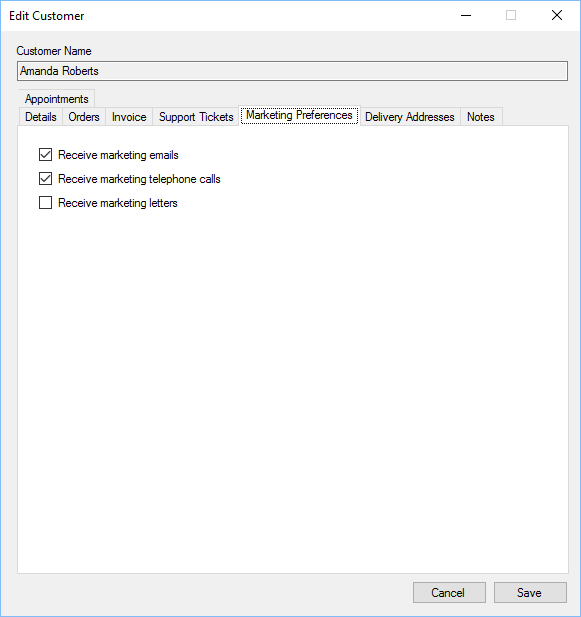 Edit Customer
Customer Name
Amanda Roberts
Appointments
Details Orders Invoice Support Tickets Marketing Preferences Delivery Addresses Notes
Receive marketing emails
Receive marketing telephone calls
Receive marketing letters
Cancel Save